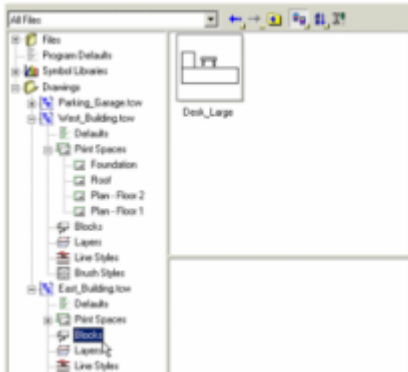 All Files
Files
Program Defaults
Symbol Libraries
Drawings
Parking_Garage.tcw
West_Building.tcw
Defaults
Print Spaces
Foundation
Roof
Plan - Floor 2
Plan - Floor 1
Blocks
Layers
Line Styles
Brush Styles
East_Building.tcw
Defaults
Print Spaces
Blocks
Layers
Line Styles
Desk_Large